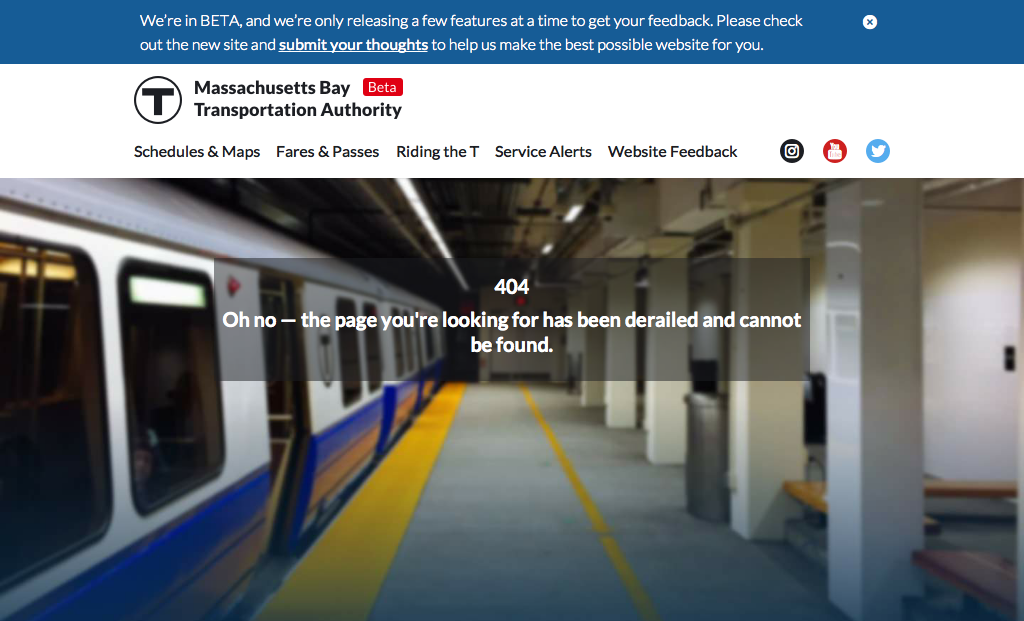 We’re in BETA, and we’re only releasing a few features at a time to get your feedback. Please check
out the new site and submit your thoughts to help us make the best possible website for you.
T
Massachusetts Bay Beta
Transportation Authority
Schedules & Maps Fares & Passes Riding the T Service Alerts Website Feedback
404
Oh no — the page you're looking for has been derailed and cannot
be found.